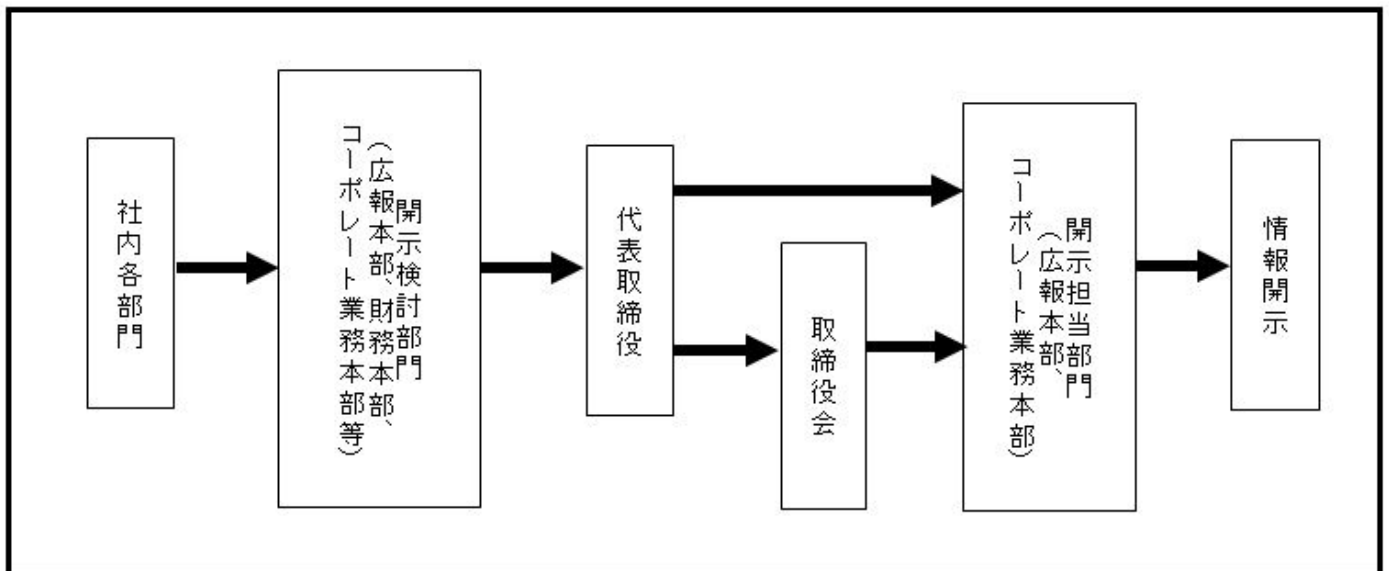 社内各部門
開示検討部門
（広報本部、財務本部、
コーポレート業務本部等）
代表取締役
取締役会
開示担当部門
（広報本部、
コーポレート業務本部）
情報開示